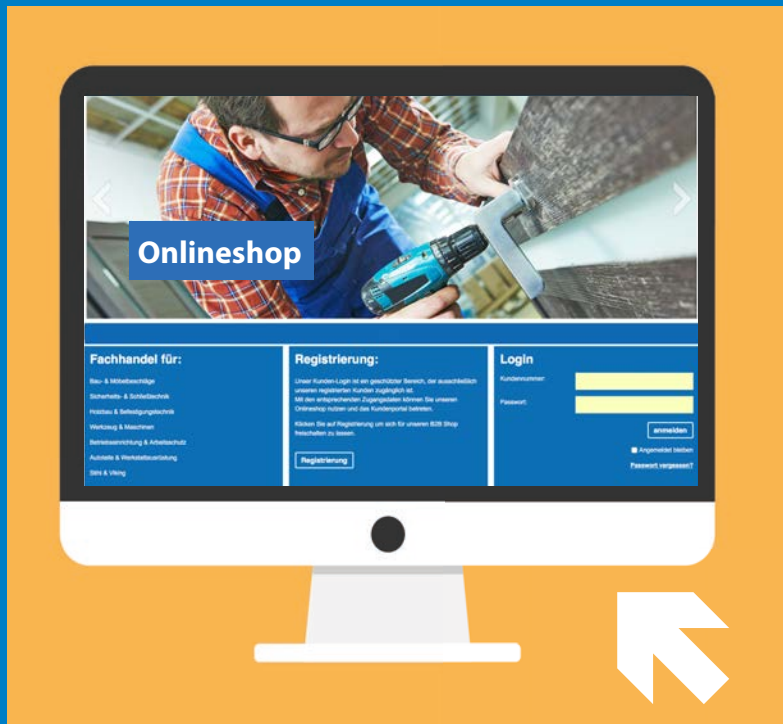 Onlineshop
Fachhandel für:
Bau- & Möbelbeschläge
Sicherheits- & Schließtechnik
Holzbau & Befestigungstechnik
Werkzeug & Maschinen
Betriebseinrichtung & Arbeitsschutz
Autoteile & Werkstattausrüstung
Stihl & Viking
Registrierung:
Unser Kunden-Login ist ein geschützter Bereich, der ausschließlich
unseren registrierten Kunden zugänglich ist.
Mit den entsprechenden Zugangsdaten können Sie unseren
Onlineshop nutzen und das Kundenportal betreten.
Klicken Sie auf Registrierung um sich für unseren B2B Shop
freischalten zu lassen.
Registrierung
Login
Kundennummer:
Passwort:
anmelden
Angemeldet bleiben
Passwort vergessen?